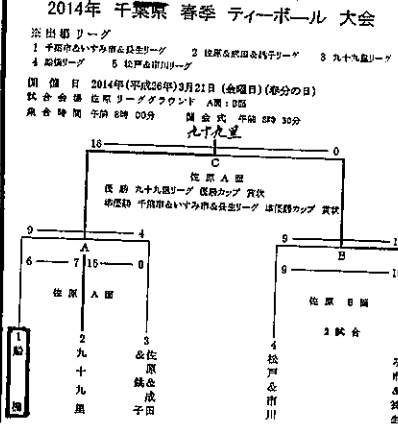 2014年 千葉県 春季 ティーボール 大会
※出場リーグ
1 千葉市&いすみ市&長生リーグ 2 佐原&成田&銚子リーグ 3 九十九里リーグ
4 船橋リーグ 5 松戸&市川リーグ
開催日 2014年(平成26年)3月21日(金曜日)(春分の日)
試合会場 佐原リーググラウンド A面:B面
集合時間 午前 8時 00分 開会式 午前 8時 30分
九十九里
16 0
C
佐原A面
優勝 九十九里リーグ 優勝カップ 賞状
準優勝 千葉市&いすみ市&長生リーグ 準優勝カップ 賞状
9 4 9
A B
6 7 15 0 9
佐原 A面 佐原 B面
2試合
1 船橋
2 九十九里
3 佐原&成田&銚子
4 松戸&市川